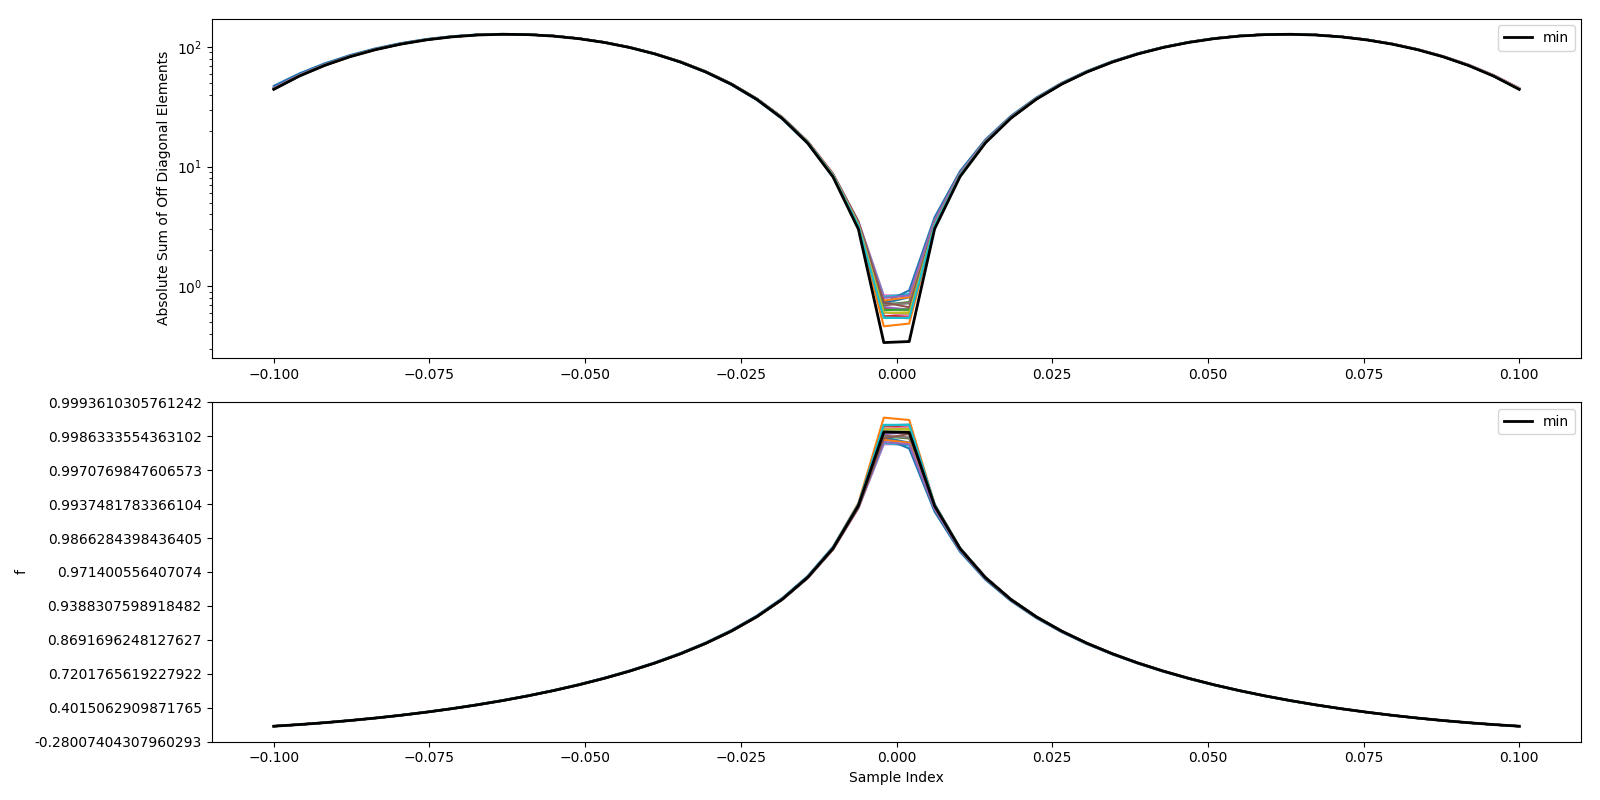 min
Absolute Sum of Off Diagonal Elements
10²
10¹
10⁰
−0.100 −0.075 −0.050 −0.025 0.000 0.025 0.050 0.075 0.100
min
f
0.9993610305761242
0.9986333554363102
0.9970769847606573
0.9937481783366104
0.9866284398436405
0.971400556407074
0.9388307598918482
0.8691696248127627
0.7201765619227922
0.4015062909871765
-0.28007404307960293
−0.100 −0.075 −0.050 −0.025 0.000 0.025 0.050 0.075 0.100
Sample Index